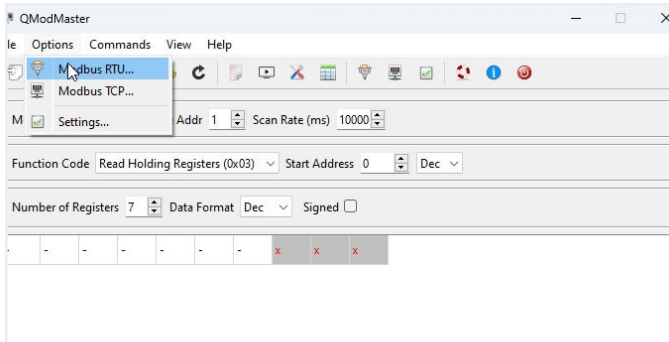 QModMaster
le Options Commands View Help
Modbus RTU...
Modbus TCP...
Settings...
M Addr 1 Scan Rate (ms) 10000
Function Code Read Holding Registers (0x03) Start Address 0 Dec
Number of Registers 7 Data Format Dec Signed
- - - - - - - x x x